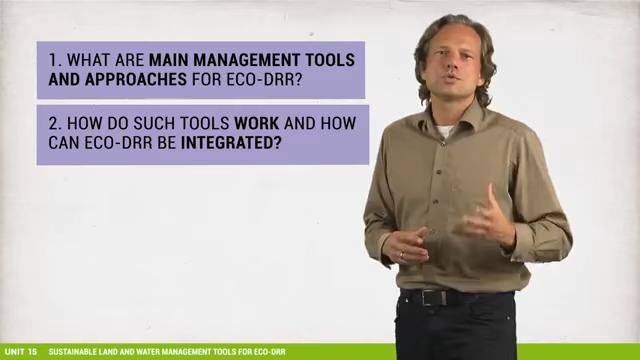 1. WHAT ARE MAIN MANAGEMENT TOOLS
AND APPROACHES FOR ECO-DRR?
2. HOW DO SUCH TOOLS WORK AND HOW
CAN ECO-DRR BE INTEGRATED?
UNIT 15 SUSTAINABLE LAND AND WATER MANAGEMENT TOOLS FOR ECO-DRR